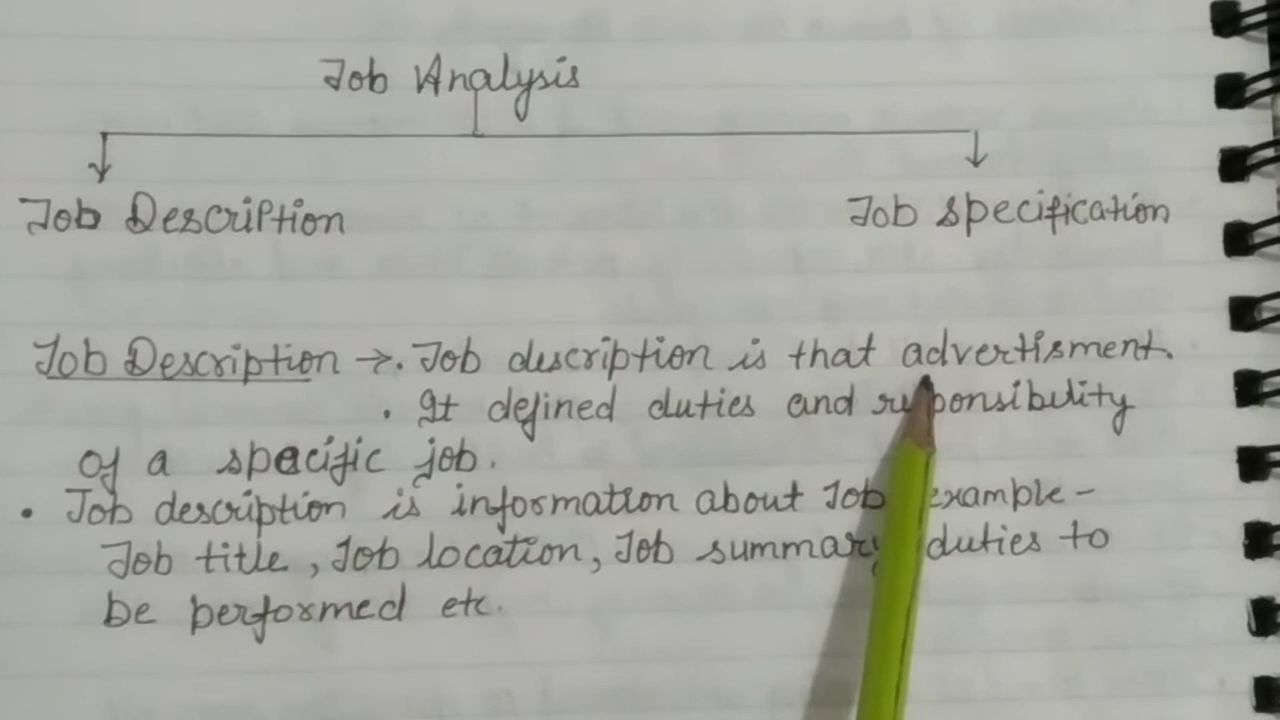 Job Analysis
Job Description Job specification
Job Description →. Job description is that advertisment.
. It defined duties and responsibility
of a specific job.
• Job description is information about Job example-
Job title, Job location, Job summary duties to
be performed etc.